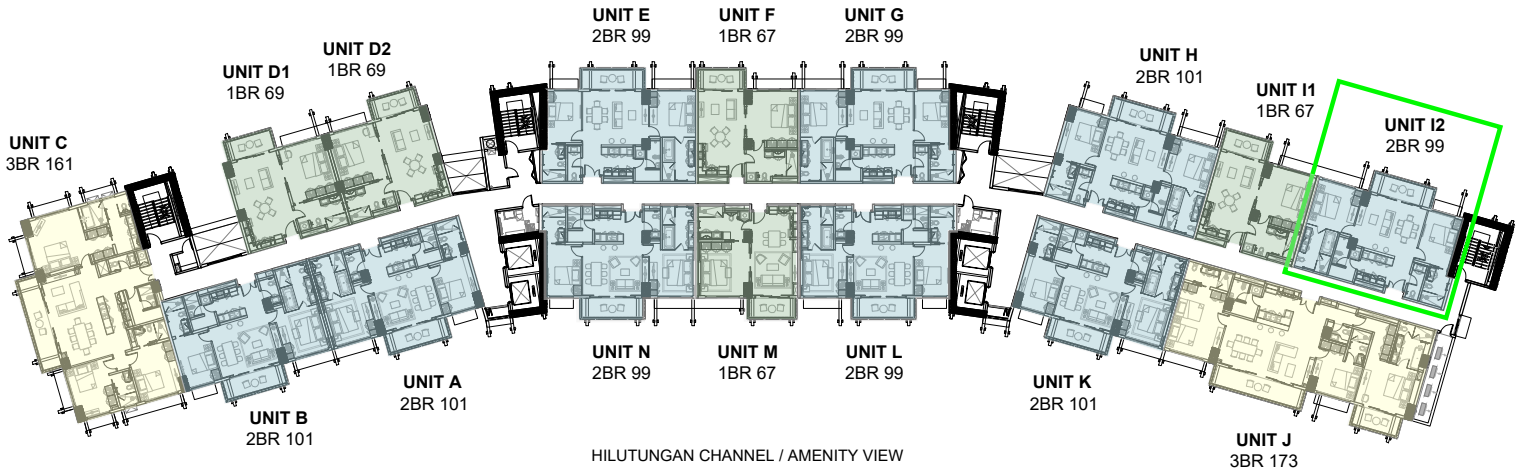 UNIT E
2BR 99
UNIT F
1BR 67
UNIT G
2BR 99
UNIT D2
1BR 69
UNIT D1
1BR 69
UNIT H
2BR 101
UNIT I1
1BR 67
UNIT I2
2BR 99
UNIT C
3BR 161
UNIT N
2BR 99
UNIT M
1BR 67
UNIT L
2BR 99
UNIT A
2BR 101
UNIT K
2BR 101
UNIT B
2BR 101
UNIT J
3BR 173
HILUTUNGAN CHANNEL / AMENITY VIEW